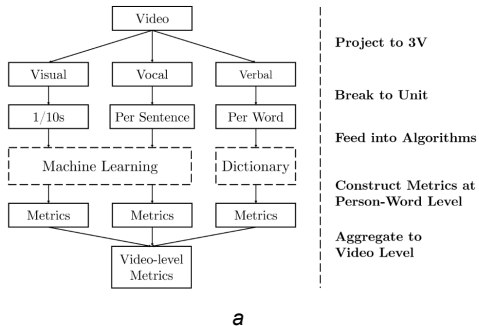 Video
Project to 3V
Visual Vocal Verbal
Break to Unit
1/10s Per Sentence Per Word
Feed into Algorithms
Machine Learning Dictionary
Construct Metrics at
Person-Word Level
Metrics Metrics Metrics
Aggregate to
Video Level
Video-level
Metrics
a